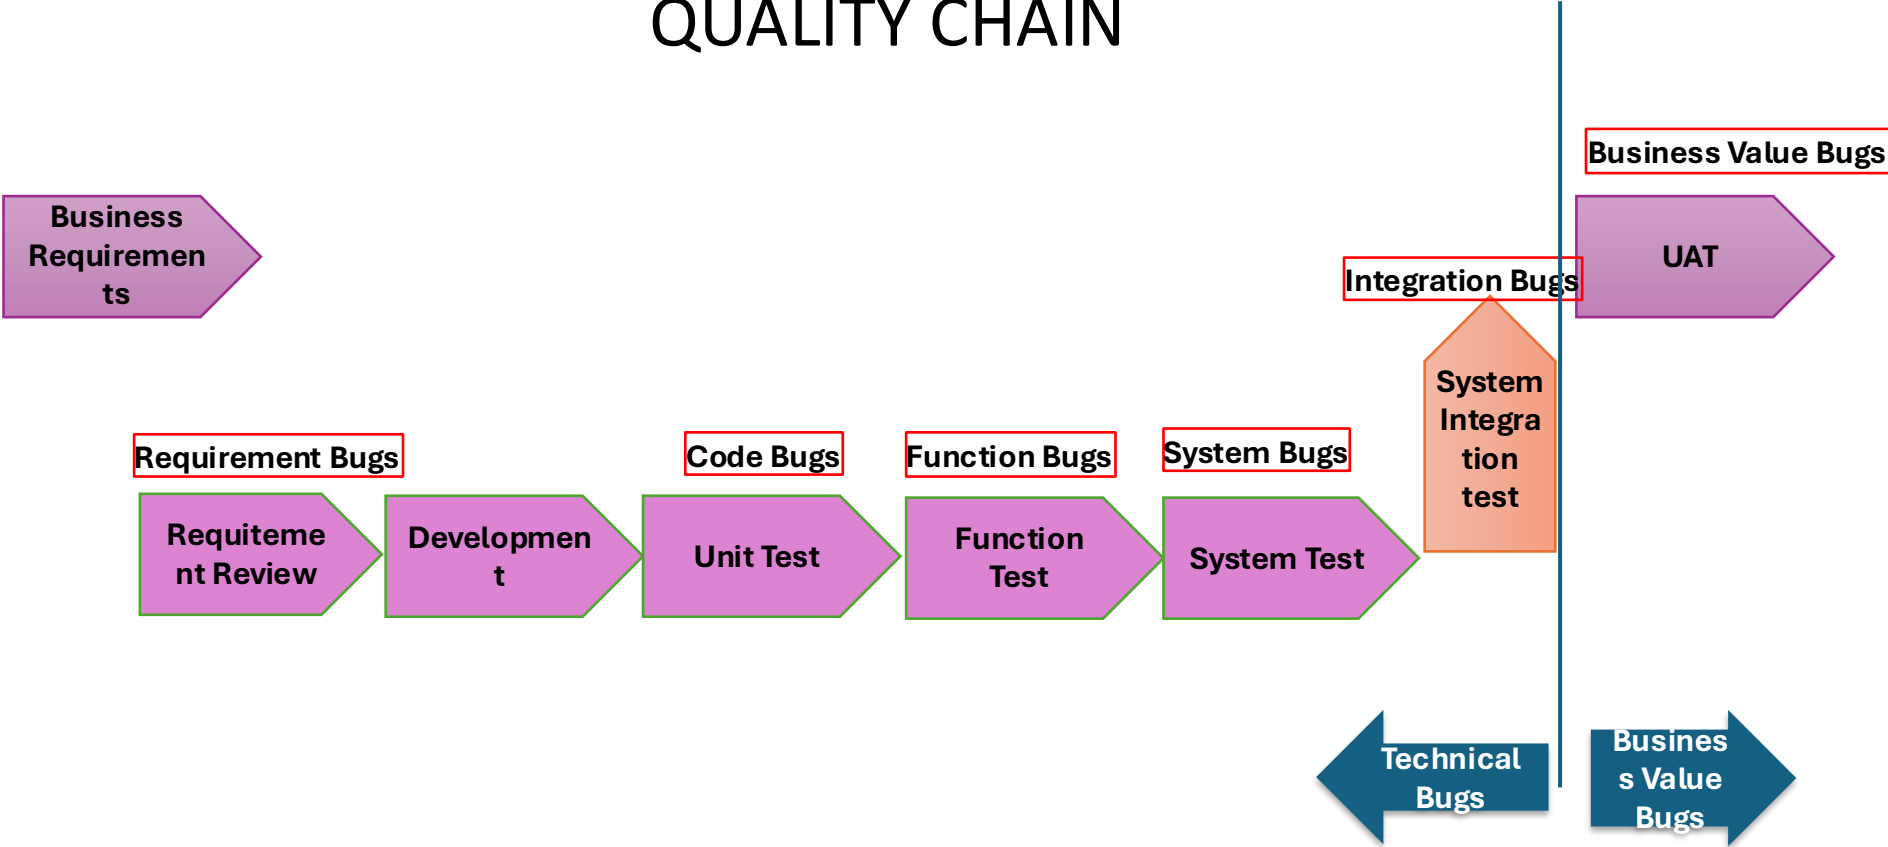 QUALITY CHAIN
Business Value Bugs
Business
Requiremen
ts
UAT
Integration Bugs
System
Integra
tion
test
Requirement Bugs
Code Bugs
Function Bugs
System Bugs
Requiteme
nt Review
Developmen
t
Unit Test
Function
Test
System Test
Technical
Bugs
Busines
s Value
Bugs